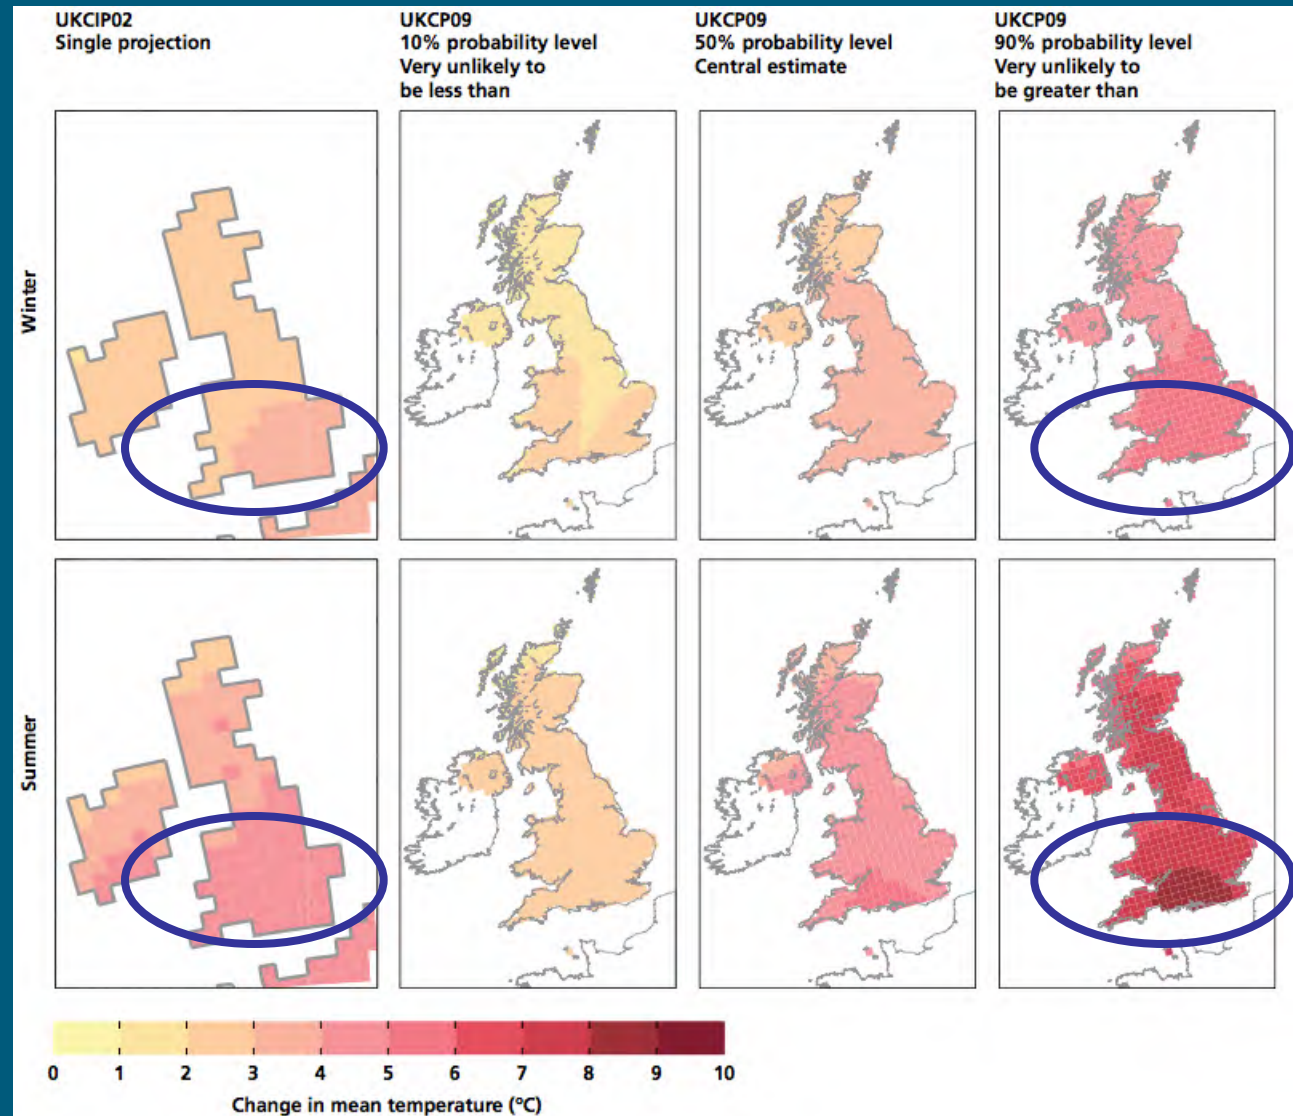 UKCIP02
Single projection
UKCP09
10% probability level
Very unlikely to
be less than
UKCP09
50% probability level
Central estimate
UKCP09
90% probability level
Very unlikely to
be greater than
Winter
Summer
0 1 2 3 4 5 6 7 8 9 10
Change in mean temperature (°C)